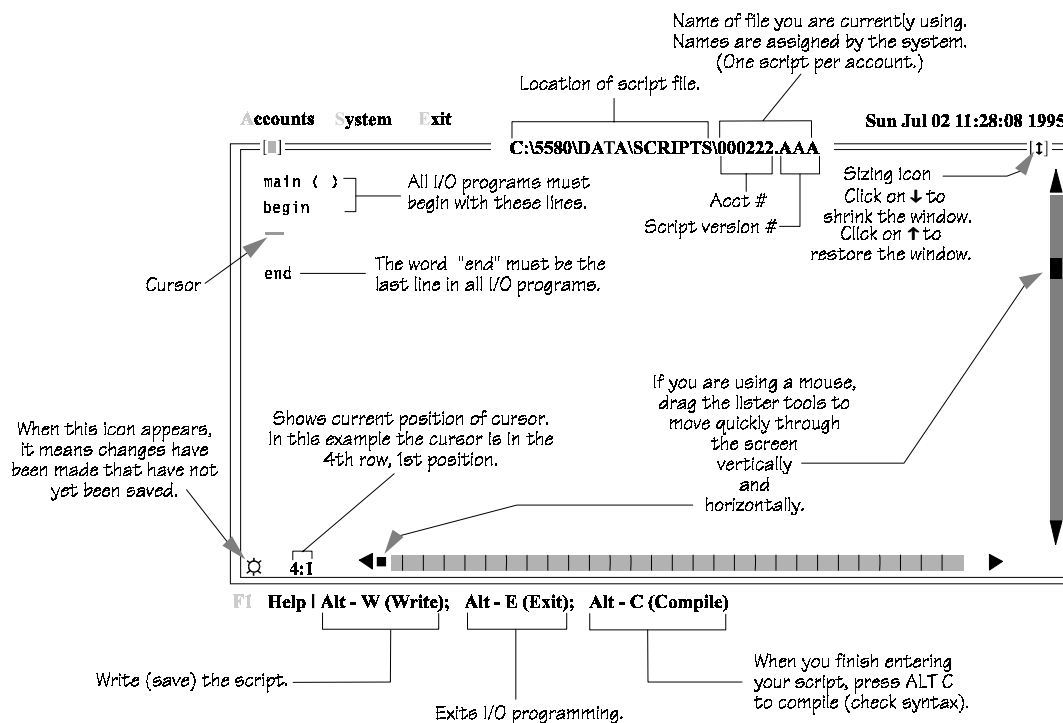 Name of file you are currently using.
Names are assigned by the system.
(One script per account.)
Location of script file.
Accounts System Exit
Sun Jul 02 11:28:08 1995
C:\5580\DATA\SCRIPTS\000222.AAA
main ( )
begin
All I/O programs must
begin with these lines.
Acct #
Script version #
Sizing icon
Click on ↓ to
shrink the window.
Click on ↑ to
restore the window.
Cursor
end
The word "end" must be the
last line in all I/O programs.
If you are using a mouse,
drag the lister tools to
move quickly through
the screen
vertically
and
horizontally.
When this icon appears,
it means changes have
been made that have not
yet been saved.
Shows current position of cursor.
In this example the cursor is in the
4th row, 1st position.
4:1
F1 Help | Alt - W (Write); Alt - E (Exit); Alt - C (Compile)
Write (save) the script.
Exits I/O programming.
When you finish entering
your script, press ALT C
to compile (check syntax).